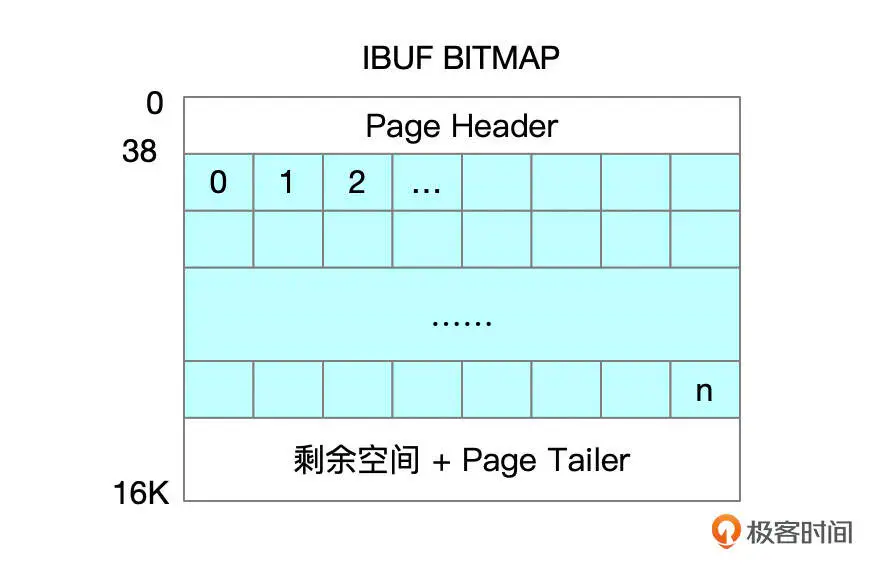 IBUF BITMAP
0
Page Header
38
0 1 2 ...
......
n
剩余空间 + Page Tailer
16K
极客时间